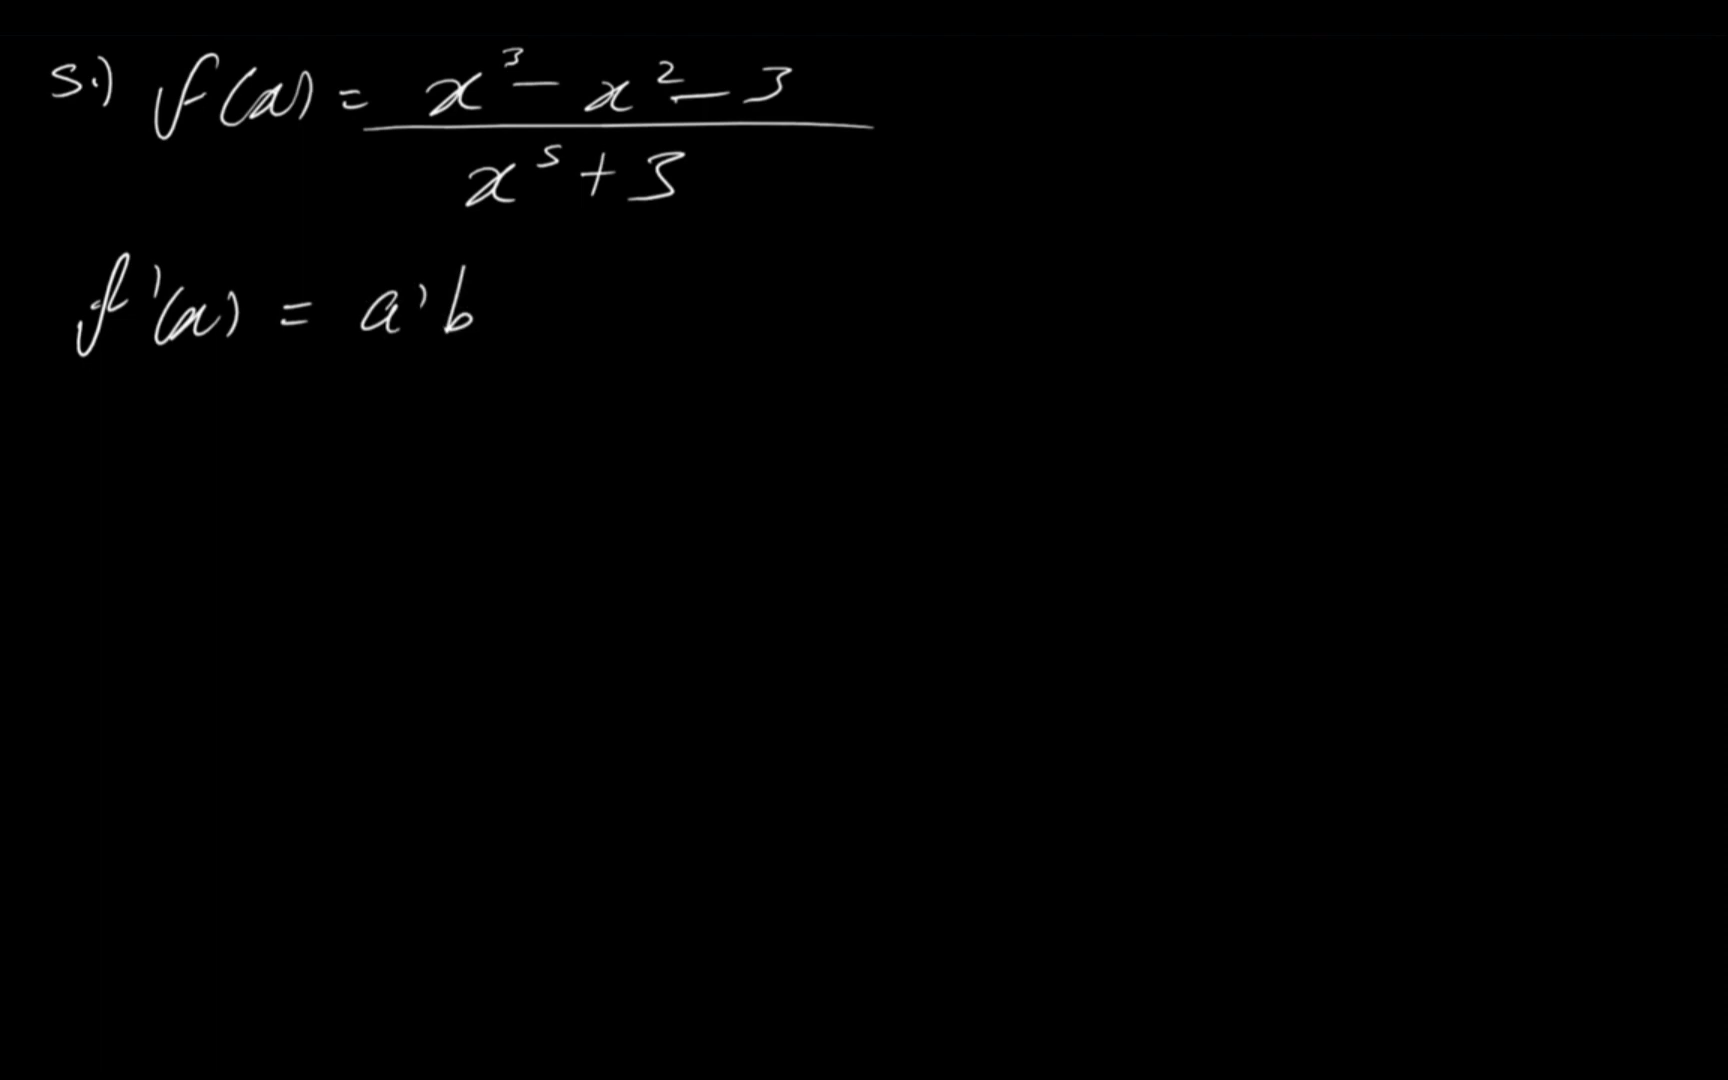 5.) f(x) = x³ - x² - 3 / x⁵ + 3
f'(x) = a'b